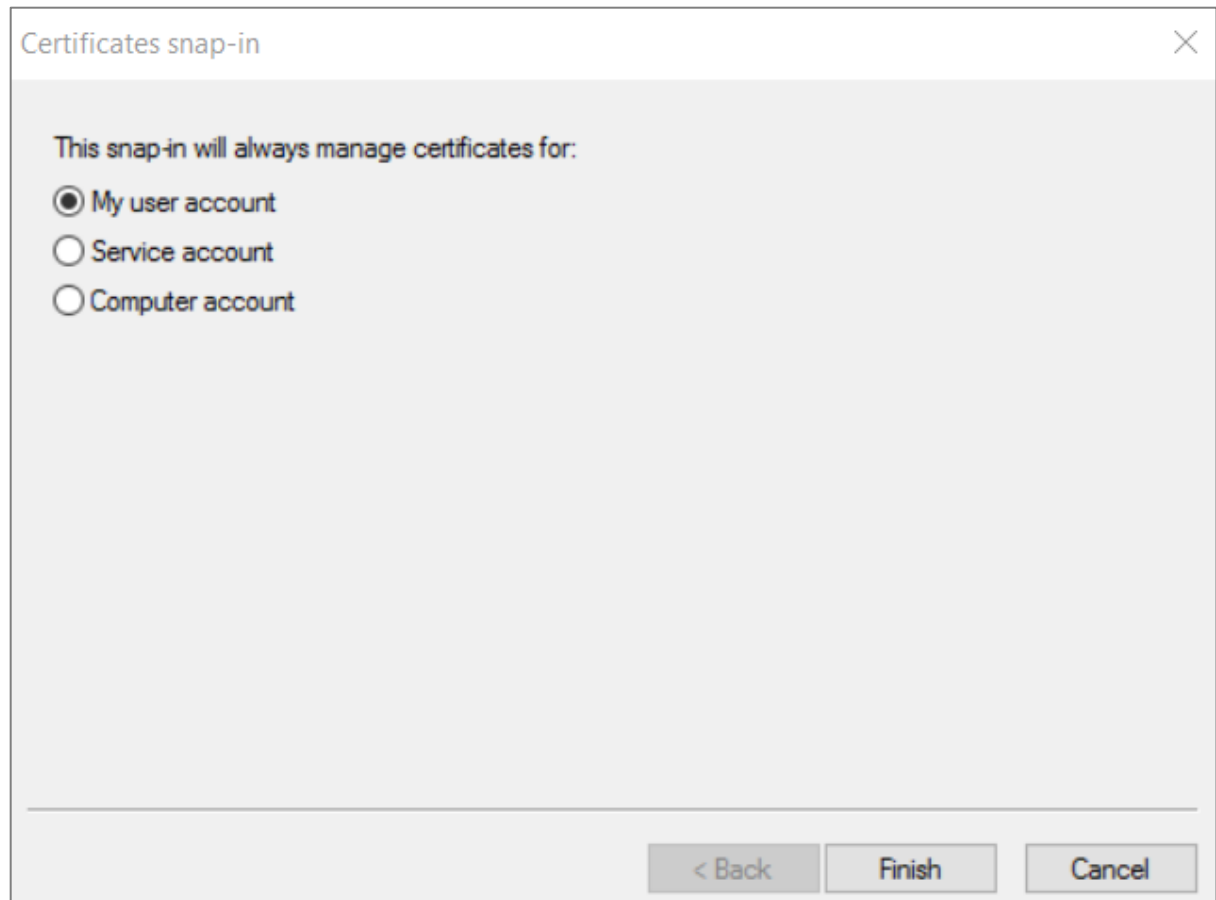 Certificates snap-in
This snap-in will always manage certificates for:
My user account
Service account
Computer account
< Back
Finish
Cancel